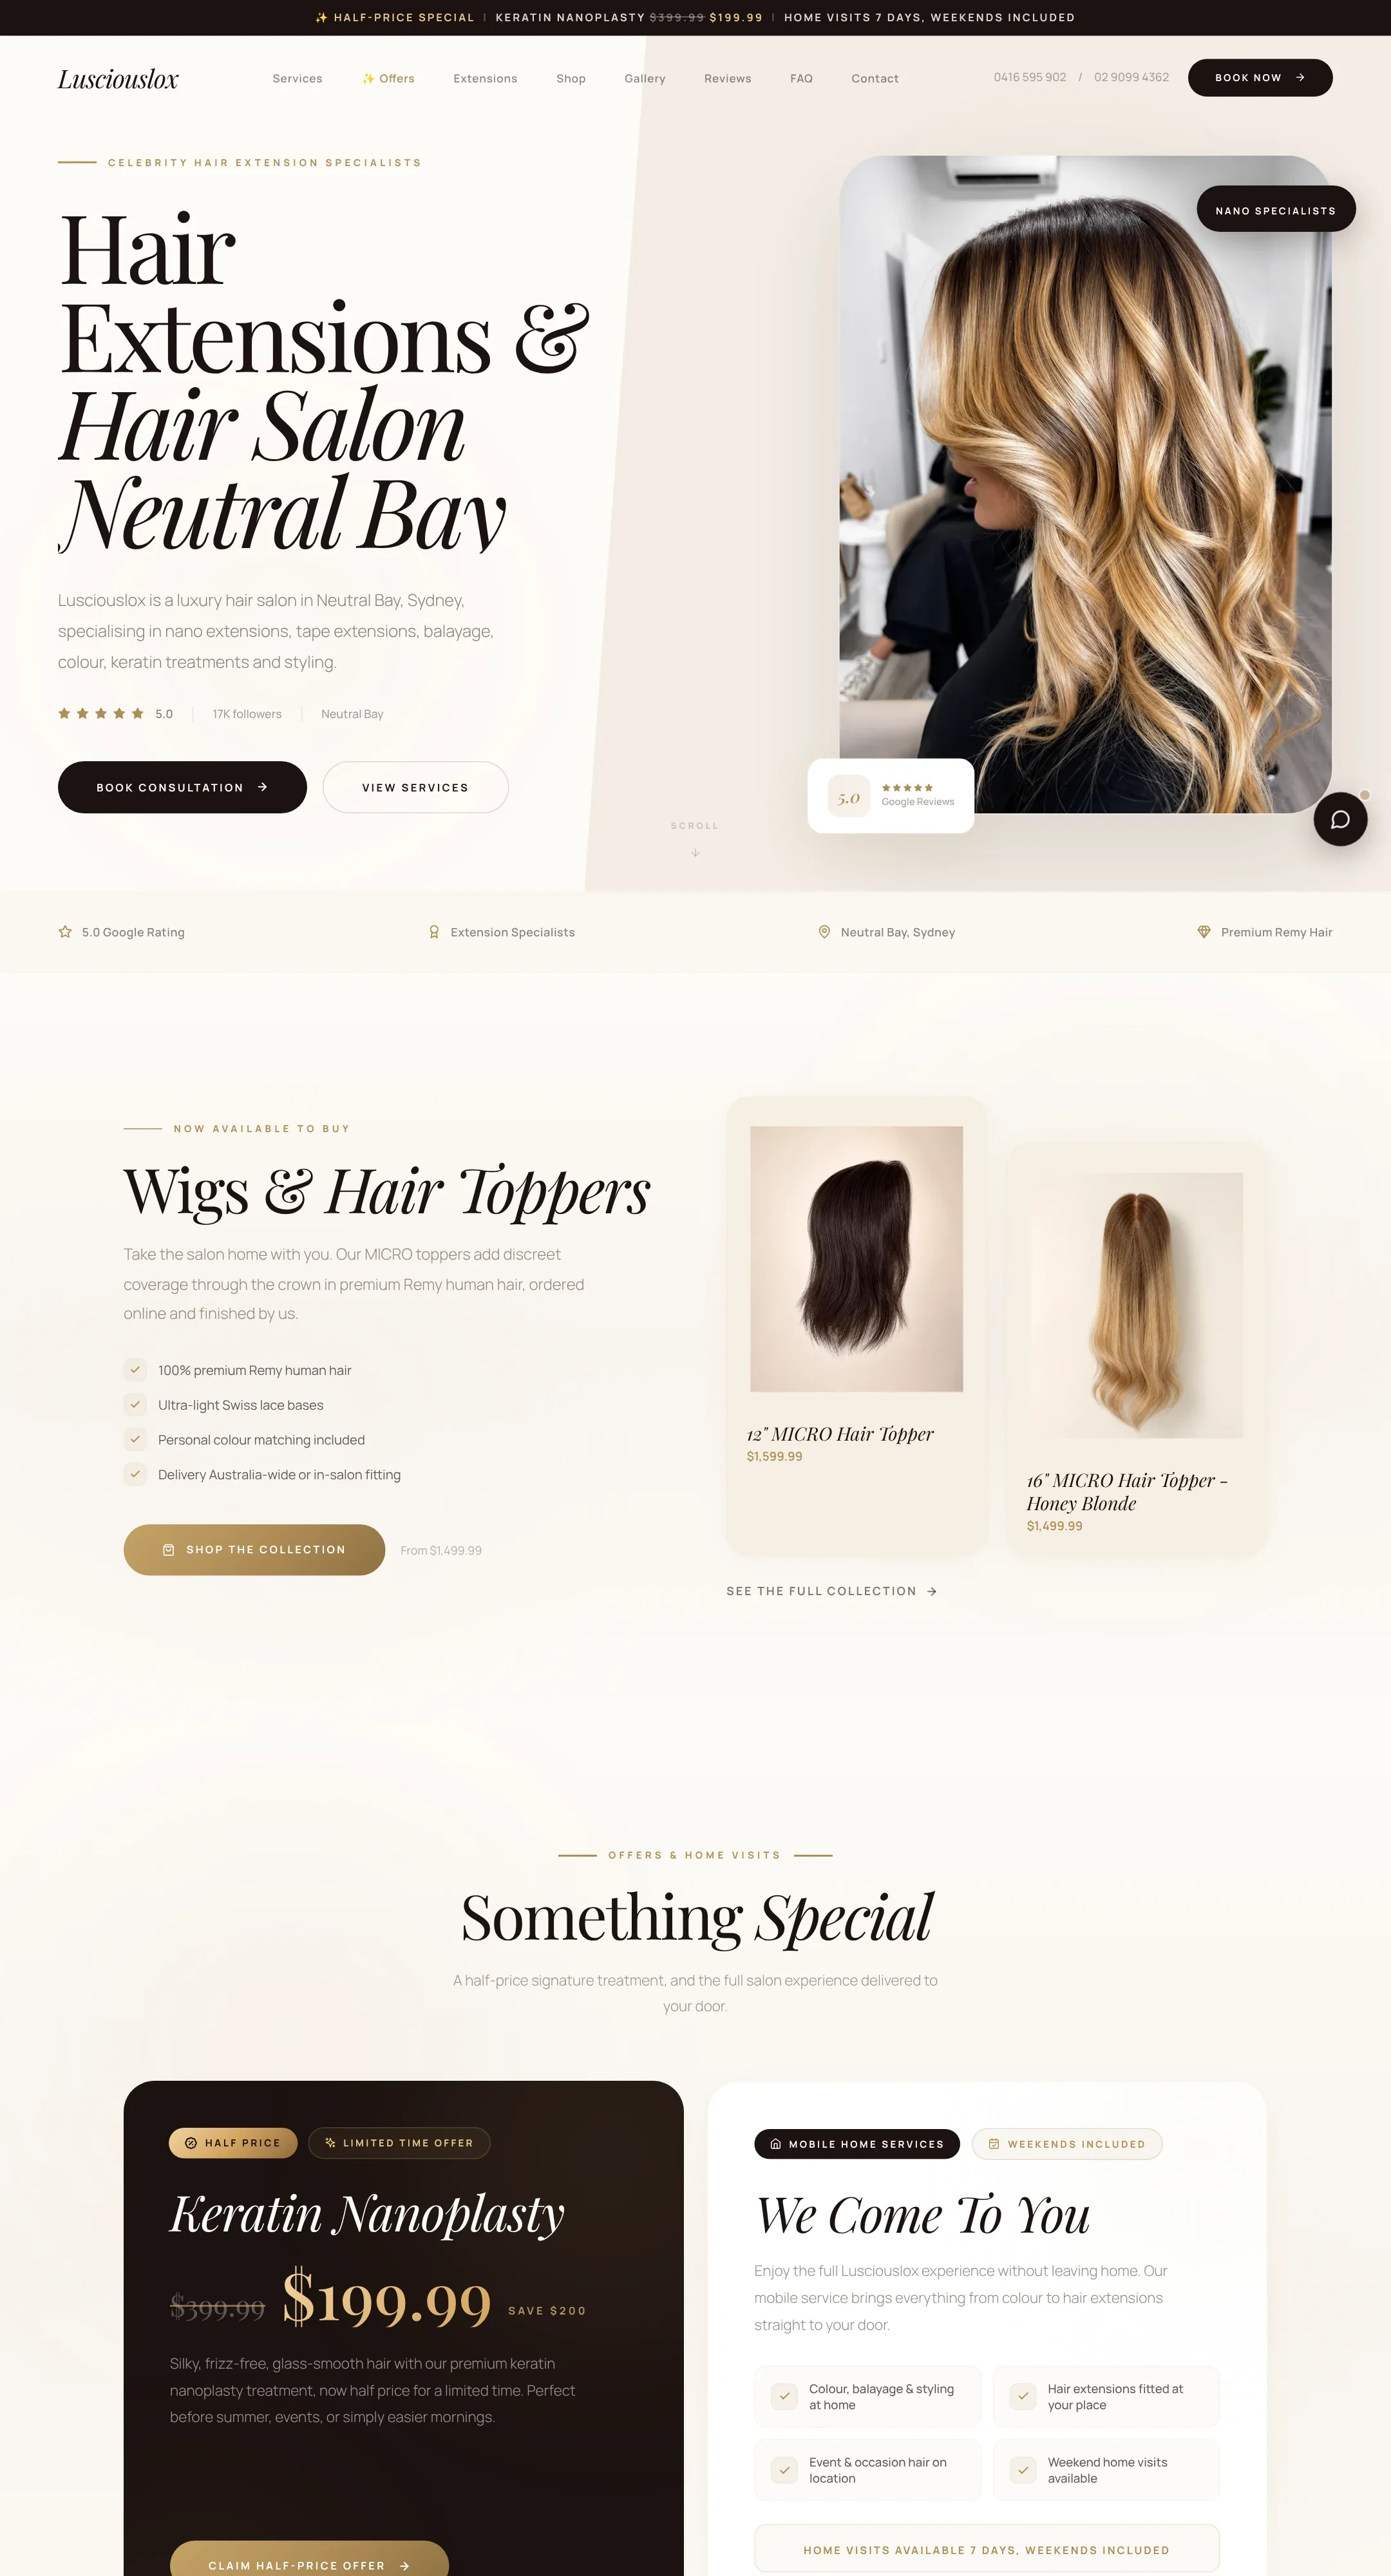 ✨ HALF-PRICE SPECIAL | KERATIN NANOPLASTY $399.99 $199.99 | HOME VISITS 7 DAYS, WEEKENDS INCLUDED
Lusciouslox
Services
✨ Offers
Extensions
Shop
Gallery
Reviews
FAQ
Contact
0416 595 902 / 02 9099 4362
BOOK NOW →
CELEBRITY HAIR EXTENSION SPECIALISTS
Hair
Extensions &
Hair Salon
Neutral Bay
Lusciouslox is a luxury hair salon in Neutral Bay, Sydney,
specialising in nano extensions, tape extensions, balayage,
colour, keratin treatments and styling.
5.0
17K followers
Neutral Bay
BOOK CONSULTATION →
VIEW SERVICES
NANO SPECIALISTS
5.0
Google Reviews
SCROLL
5.0 Google Rating
Extension Specialists
Neutral Bay, Sydney
Premium Remy Hair
NOW AVAILABLE TO BUY
Wigs & Hair Toppers
Take the salon home with you. Our MICRO toppers add discreet
coverage through the crown in premium Remy human hair, ordered
online and finished by us.
100% premium Remy human hair
Ultra-light Swiss lace bases
Personal colour matching included
Delivery Australia-wide or in-salon fitting
SHOP THE COLLECTION
From $1,499.99
12" MICRO Hair Topper
$1,599.99
16" MICRO Hair Topper -
Honey Blonde
$1,499.99
SEE THE FULL COLLECTION →
OFFERS & HOME VISITS
Something Special
A half-price signature treatment, and the full salon experience delivered to
your door.
HALF PRICE
LIMITED TIME OFFER
Keratin Nanoplasty
$399.99 $199.99 SAVE $200
Silky, frizz-free, glass-smooth hair with our premium keratin
nanoplasty treatment, now half price for a limited time. Perfect
before summer, events, or simply easier mornings.
CLAIM HALF-PRICE OFFER →
MOBILE HOME SERVICES
WEEKENDS INCLUDED
We Come To You
Enjoy the full Lusciouslox experience without leaving home. Our
mobile service brings everything from colour to hair extensions
straight to your door.
Colour, balayage & styling
at home
Hair extensions fitted at
your place
Event & occasion hair on
location
Weekend home visits
available
HOME VISITS AVAILABLE 7 DAYS, WEEKENDS INCLUDED